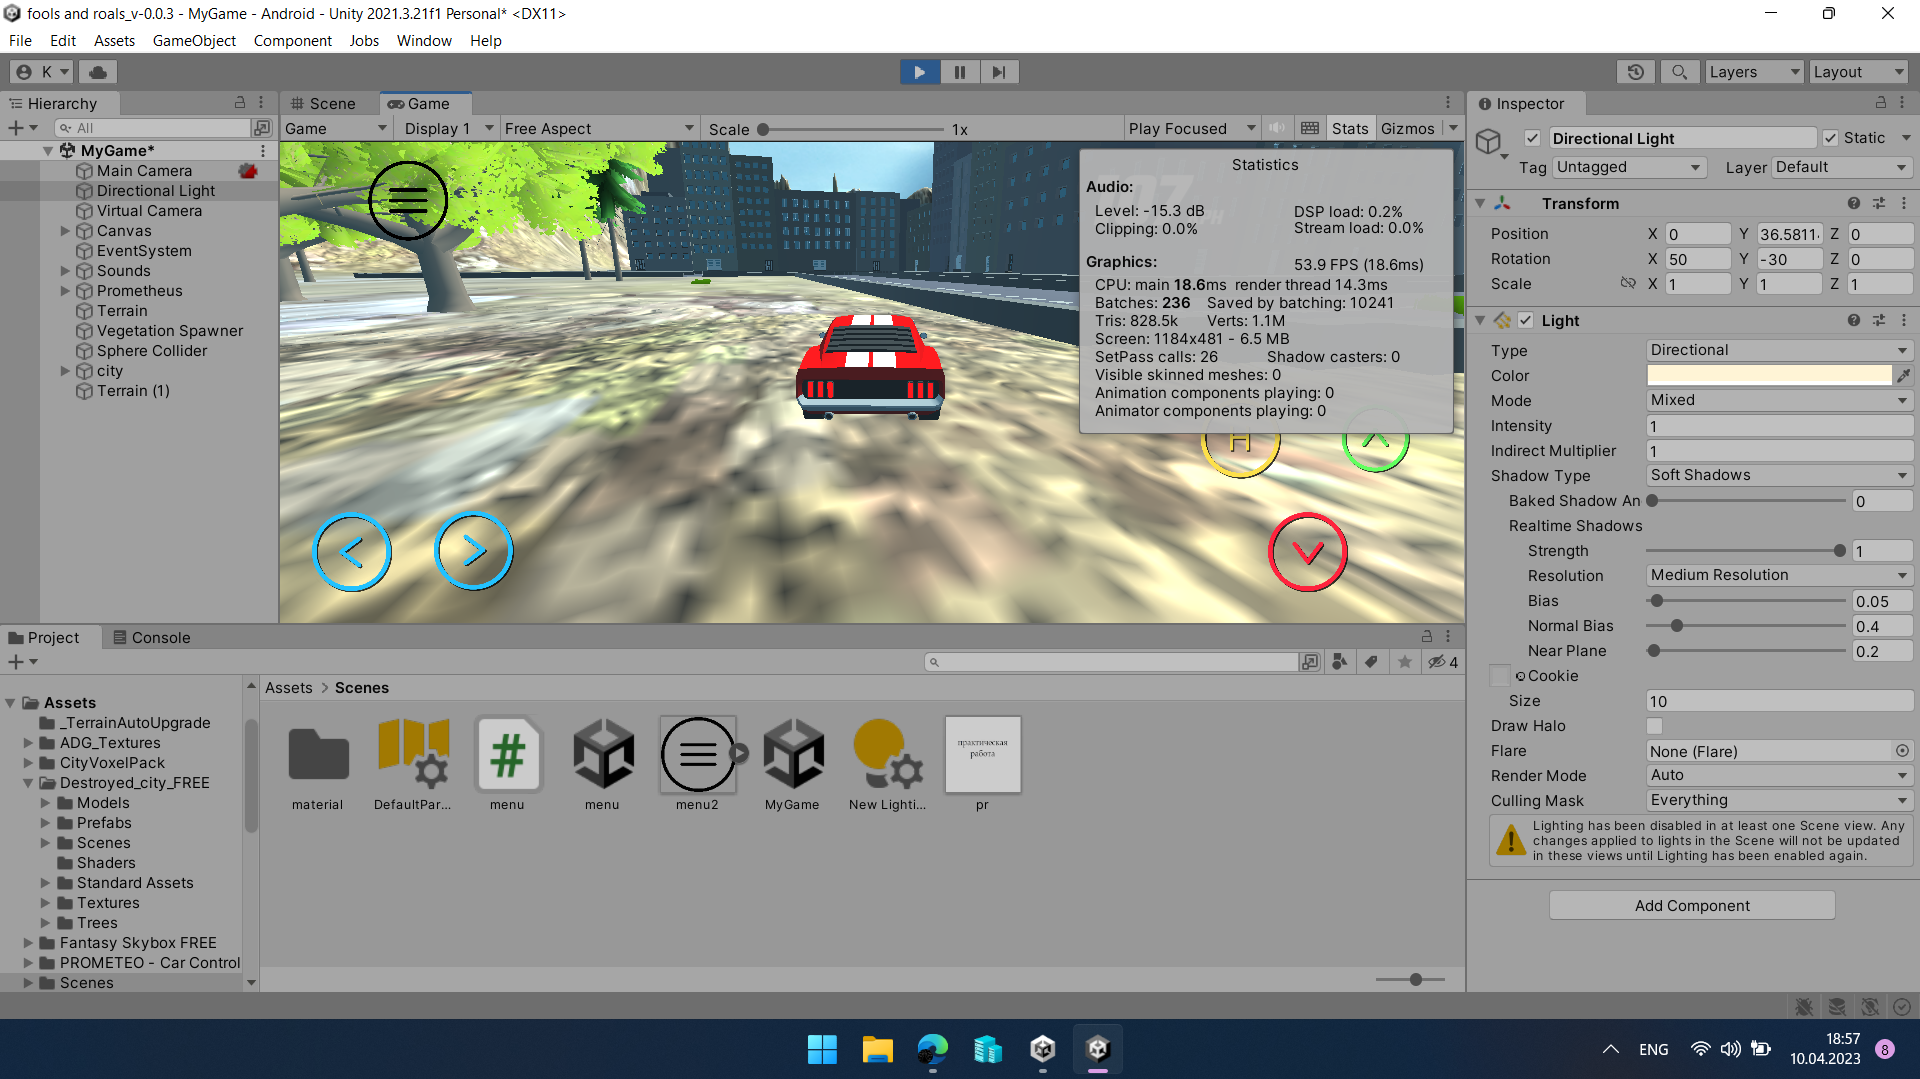 fools and roals_v-0.0.3 - MyGame - Android - Unity 2021.3.21f1 Personal* <DX11>
File Edit Assets GameObject Component Jobs Window Help
K Layers Layout
Hierarchy
All
MyGame*
Main Camera
Directional Light
Virtual Camera
Canvas
EventSystem
Sounds
Prometheus
Terrain
Vegetation Spawner
Sphere Collider
city
Terrain (1)
Scene Game
Game Display 1 Free Aspect Scale 1x Play Focused Stats Gizmos
Statistics
Audio:
Level: -15.3 dB DSP load: 0.2%
Clipping: 0.0% Stream load: 0.0%
Graphics: 53.9 FPS (18.6ms)
CPU: main 18.6ms render thread 14.3ms
Batches: 236 Saved by batching: 10241
Tris: 828.5k Verts: 1.1M
Screen: 1184x481 - 6.5 MB
SetPass calls: 26 Shadow casters: 0
Visible skinned meshes: 0
Animation components playing: 0
Animator components playing: 0
H
Inspector
Directional Light Static
Tag Untagged Layer Default
Transform
Position X 0 Y 36.5811 Z 0
Rotation X 50 Y -30 Z 0
Scale X 1 Y 1 Z 1
Light
Type Directional
Color
Mode Mixed
Intensity 1
Indirect Multiplier 1
Shadow Type Soft Shadows
Baked Shadow An 0
Realtime Shadows
Strength 1
Resolution Medium Resolution
Bias 0.05
Normal Bias 0.4
Near Plane 0.2
Cookie
Size 10
Draw Halo
Flare None (Flare)
Render Mode Auto
Culling Mask Everything
Lighting has been disabled in at least one Scene view. Any
changes applied to lights in the Scene will not be updated
in these views until Lighting has been enabled again.
Add Component
Project Console
4
Assets
_TerrainAutoUpgrade
ADG_Textures
CityVoxelPack
Destroyed_city_FREE
Models
Prefabs
Scenes
Shaders
Standard Assets
Textures
Trees
Fantasy Skybox FREE
PROMETEO - Car Control
Scenes
Assets > Scenes
практическая
работа
material DefaultPar... menu menu menu2 MyGame New Lighti... pr
ENG 18:57
10.04.2023 8